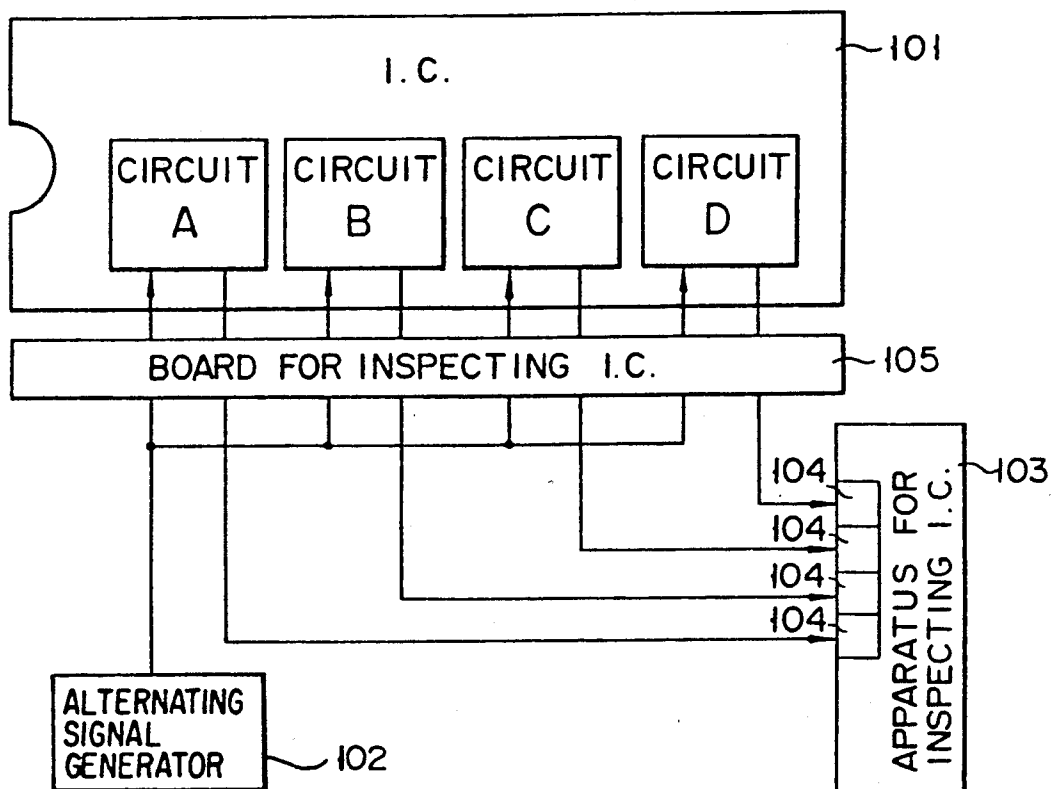 I.C.
101
CIRCUIT
A
CIRCUIT
B
CIRCUIT
C
CIRCUIT
D
BOARD FOR INSPECTING I.C.
105
103
104
104
104
104
APPARATUS FOR
INSPECTING I.C.
ALTERNATING
SIGNAL
GENERATOR
102